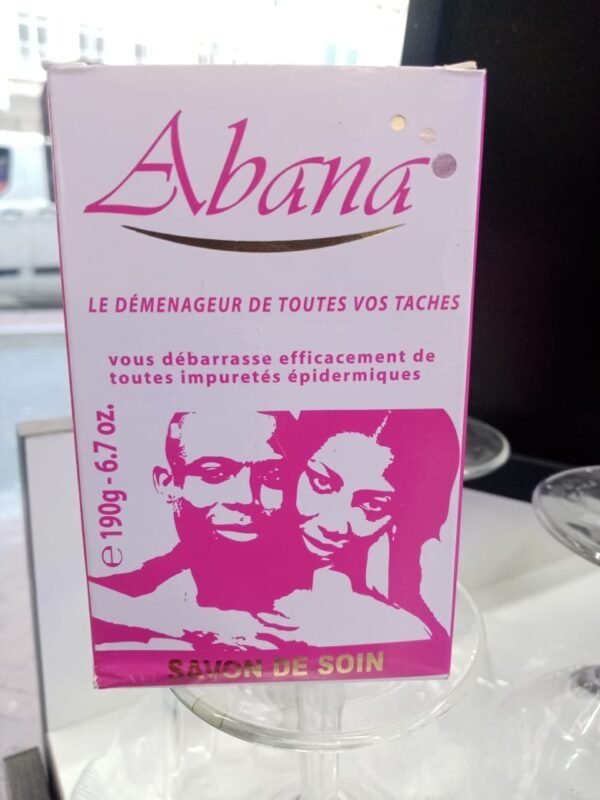 Abana
LE DÉMENAGEUR DE TOUTES VOS TACHES
vous débarrasse efficacement de
toutes impuretés épidermiques
℮ 190g - 6.7 oz.
SAVON DE SOIN